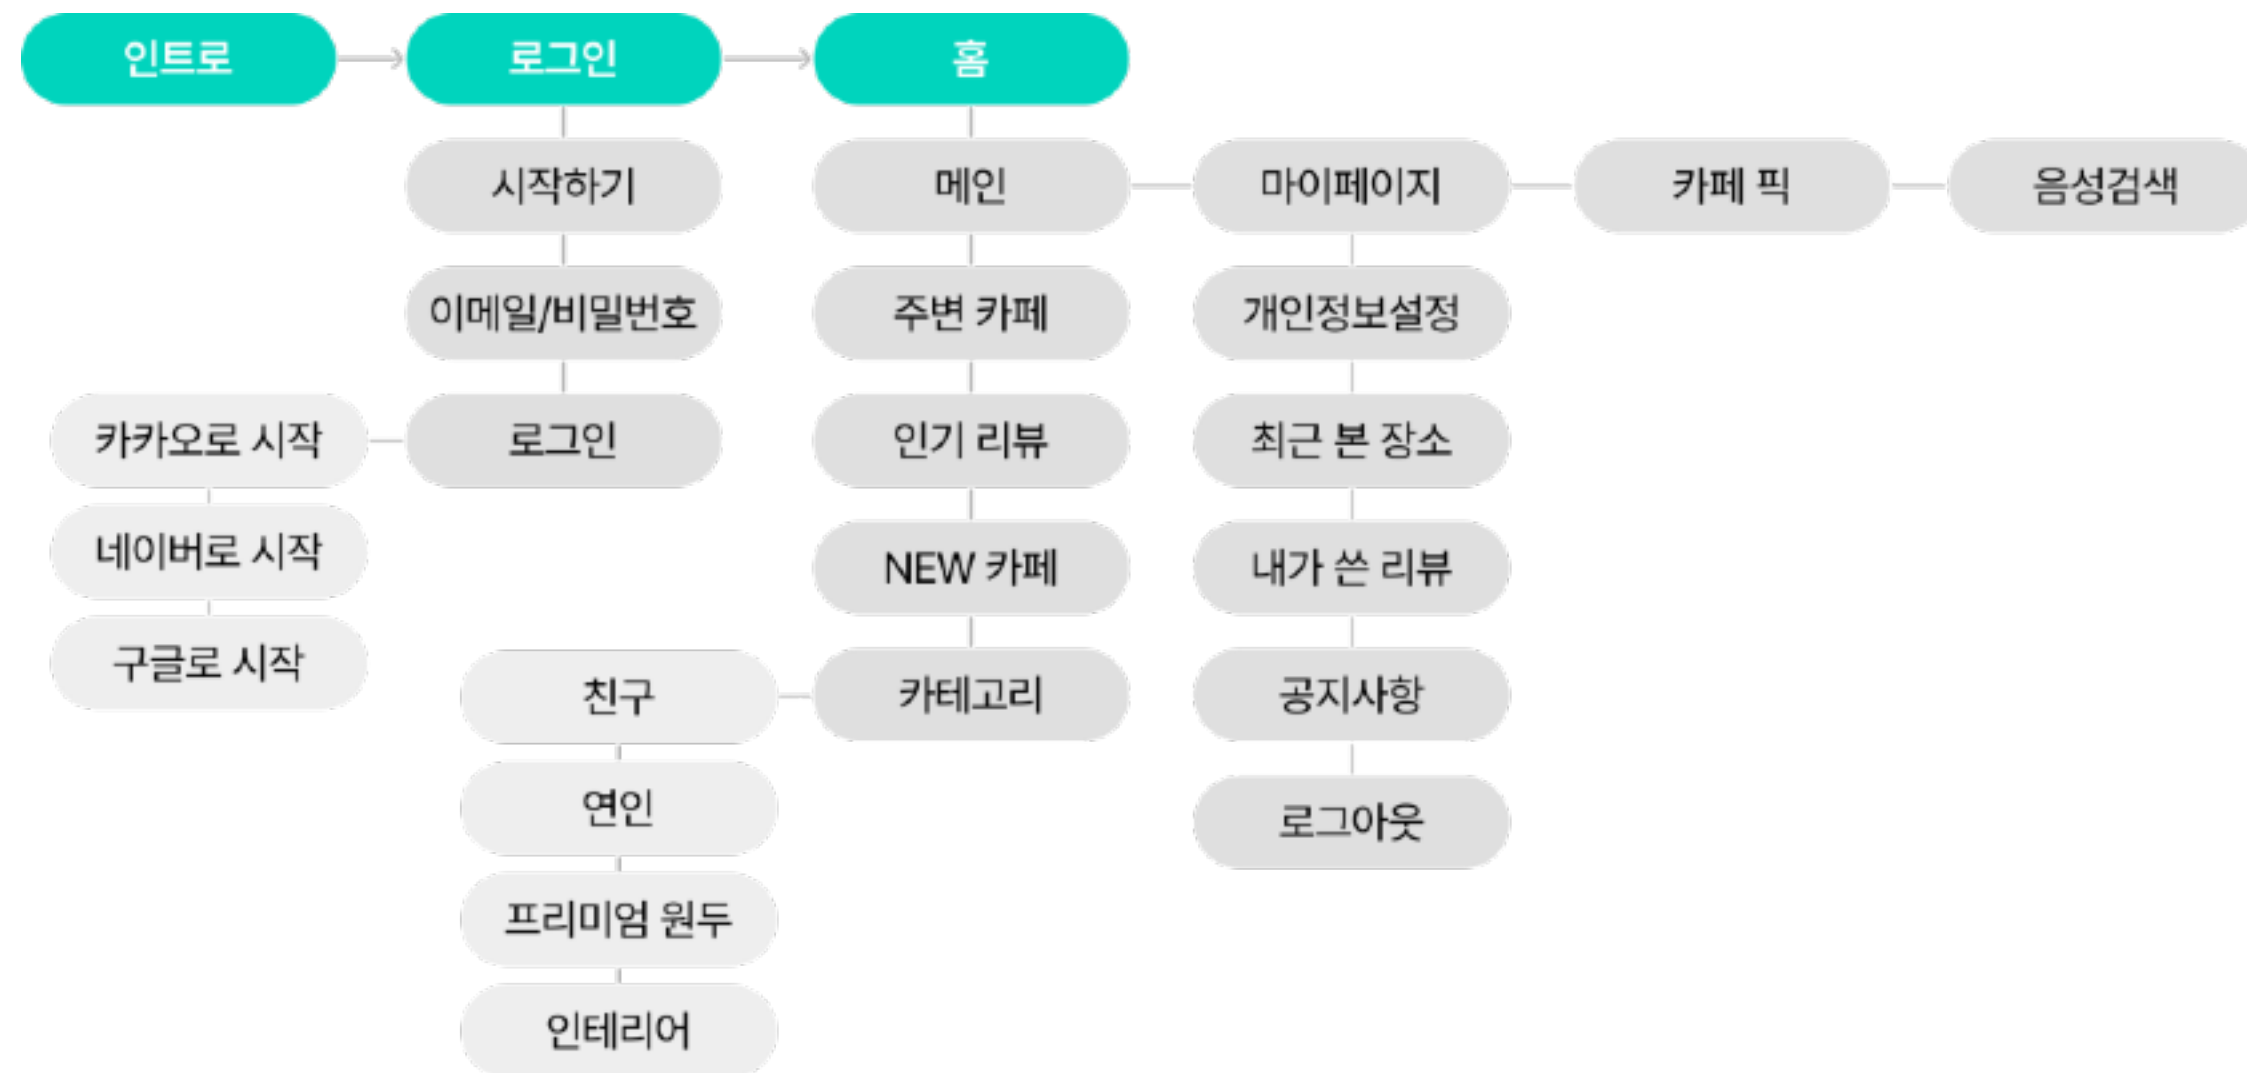 인트로
로그인
홈
시작하기
메인
마이페이지
카페 픽
음성검색
이메일/비밀번호
주변 카페
개인정보설정
카카오로 시작
로그인
인기 리뷰
최근 본 장소
네이버로 시작
NEW 카페
내가 쓴 리뷰
구글로 시작
친구
카테고리
공지사항
연인
로그아웃
프리미엄 원두
인테리어